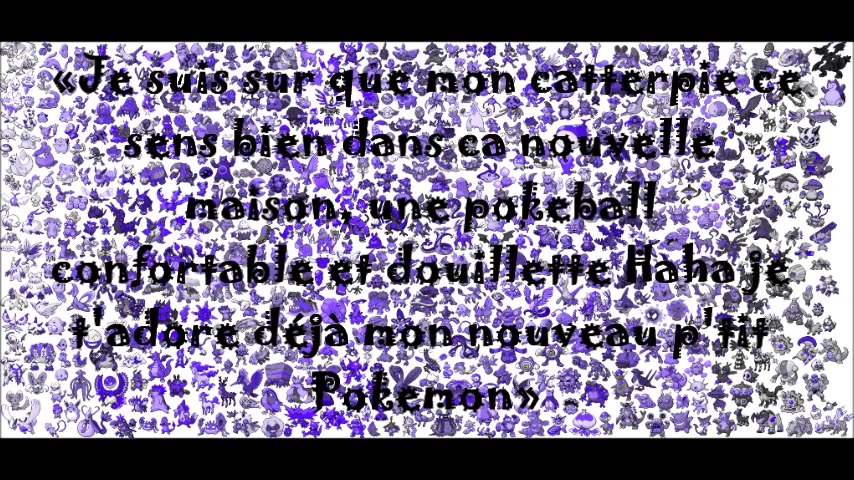 «Je suis sur que mon catterpie ce
sens bien dans ca nouvelle
maison, une pokeball
confortable et douillette Haha je
t'adore déjà mon nouveau p'tit
Pokemon»